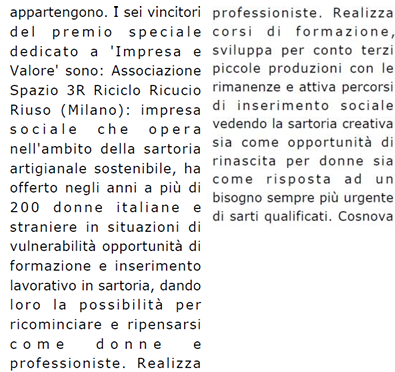 appartengono. I sei vincitori
del premio speciale
dedicato a 'Impresa e
Valore' sono: Associazione
Spazio 3R Riciclo Ricucio
Riuso (Milano): impresa
sociale che opera
nell'ambito della sartoria
artigianale sostenibile, ha
offerto negli anni a più di
200 donne italiane e
straniere in situazioni di
vulnerabilità opportunità di
formazione e inserimento
lavorativo in sartoria, dando
loro la possibilità per
ricominciare e ripensarsi
come donne e
professioniste. Realizza
professioniste. Realizza
corsi di formazione,
sviluppa per conto terzi
piccole produzioni con le
rimanenze e attiva percorsi
di inserimento sociale
vedendo la sartoria creativa
sia come opportunità di
rinascita per donne sia
come risposta ad un
bisogno sempre più urgente
di sarti qualificati. Cosnova